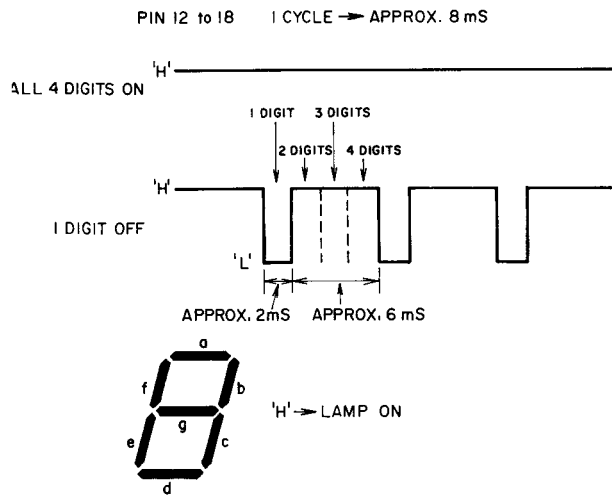 PIN 12 to 18 1 CYCLE → APPROX. 8 mS
'H'
ALL 4 DIGITS ON
1 DIGIT 3 DIGITS
2 DIGITS 4 DIGITS
'H'
1 DIGIT OFF
'L'
APPROX. 2mS APPROX. 6 mS
a
f b
g
'H' → LAMP ON
e c
d